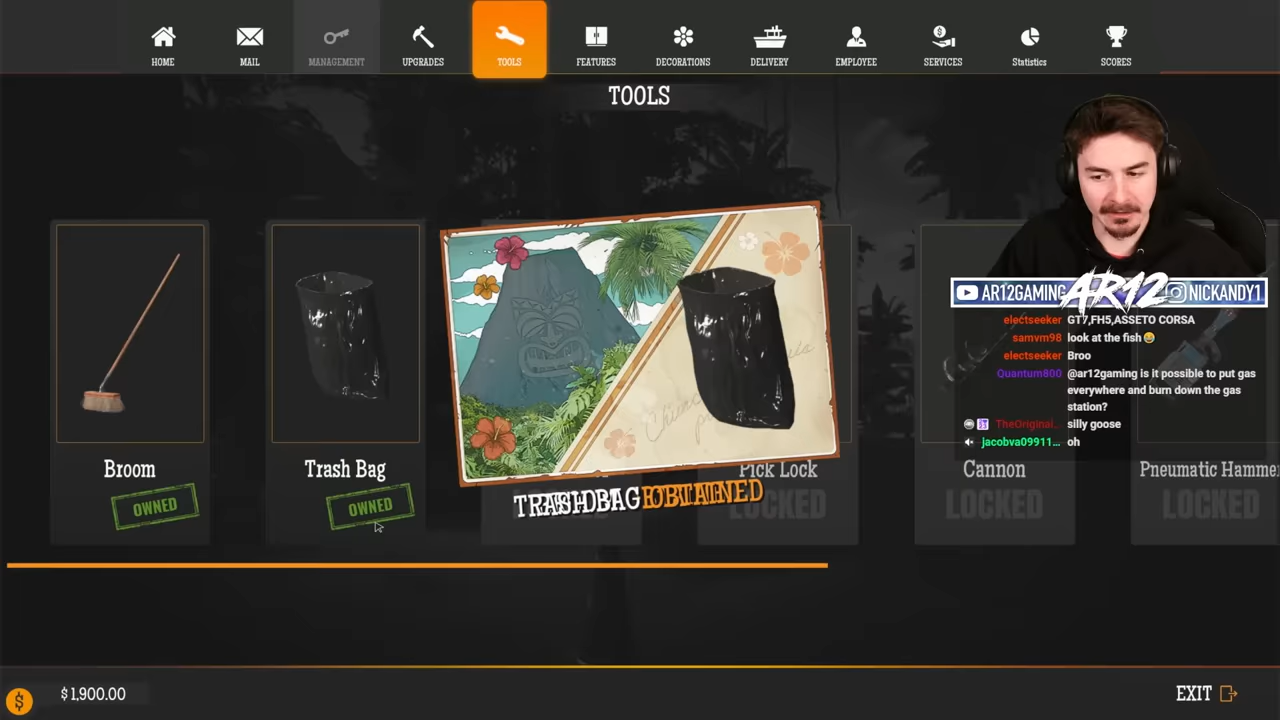 HOME
MAIL
MANAGEMENT
UPGRADES
TOOLS
FEATURES
DECORATIONS
DELIVERY
EMPLOYEE
SERVICES
Statistics
SCORES
TOOLS
AR12GAMING
AR12
NICKANDY1
electseeker GT7,FH5,ASSETO CORSA
samvm98 look at the fish😂
electseeker Broo
Quantum800 @ar12gaming is it possible to put gas
everywhere and burn down the gas
station?
TheOriginal... silly goose
jacobva09911... oh
Broom
OWNED
Trash Bag
OWNED
Pick Lock
LOCKED
Cannon
LOCKED
Pneumatic Hammer
LOCKED
TRASH BAG OBTAINED
$
$ 1,900.00
EXIT